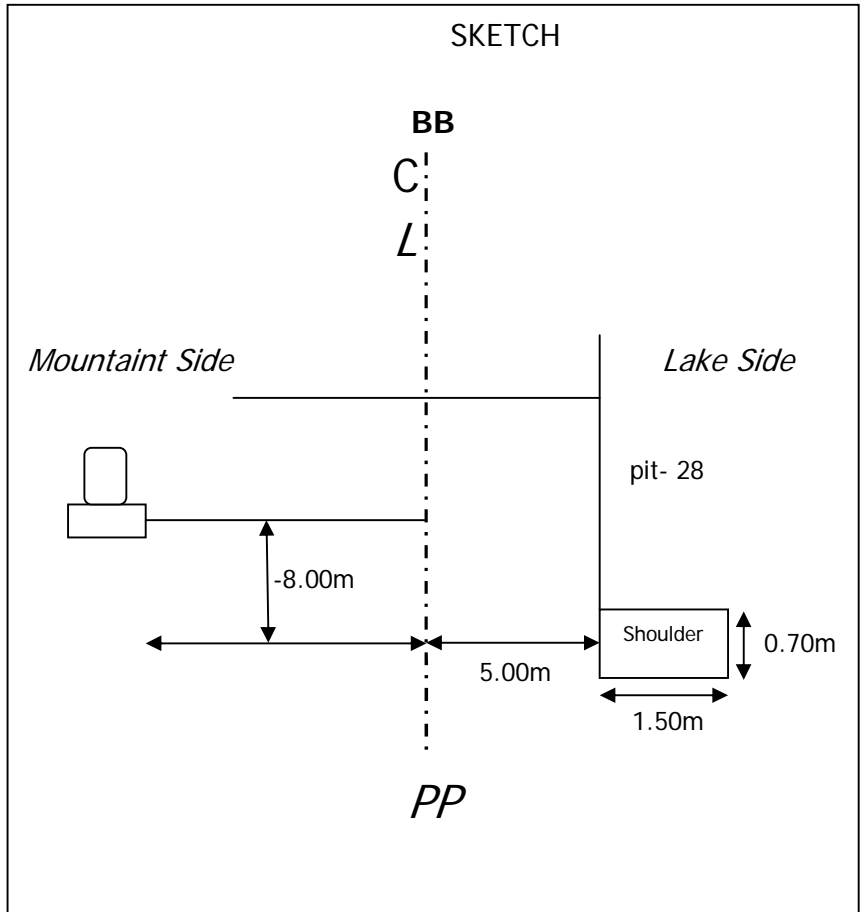 SKETCH
BB
C
L
Mountaint Side
Lake Side
pit- 28
-8.00m
Shoulder
0.70m
5.00m
1.50m
PP